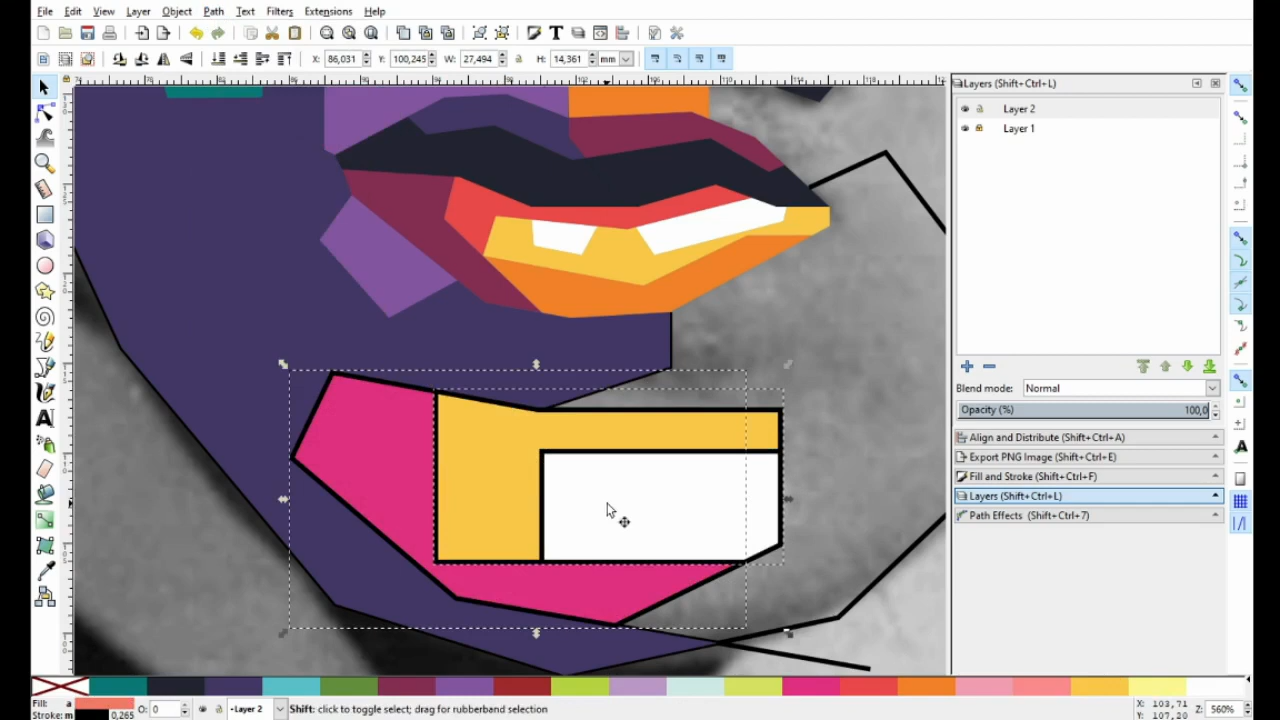 File Edit View Layer Object Path Filters Text Extensions Help
X: 86,031 Y: 100,245 W: 27,494 H: 14,361 mm
Layers (Shift+Ctrl+L)
Layer 2
Layer 1
Blend mode: Normal
Opacity (%) 100,0
Align and Distribute (Shift+Ctrl+A)
Export PNG Image (Shift+Ctrl+E)
Fill and Stroke (Shift+Ctrl+F)
Layers (Shift+Ctrl+L)
Path Effects (Shift+Ctrl+7)
Fill: a O: 0 -Layer 2 Shift: click to toggle select; drag for rubberband selection X: 103,71 Z: 560%
Stroke: m 0,265 Y: 107,20